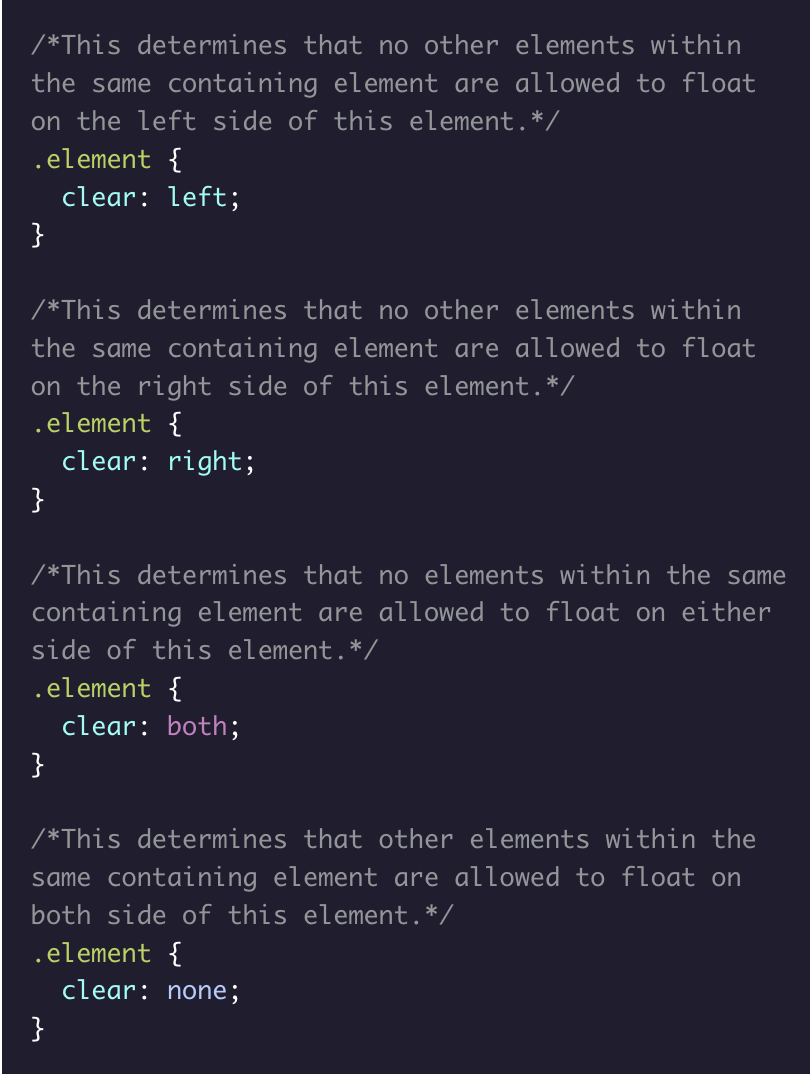 /*This determines that no other elements within
the same containing element are allowed to float
on the left side of this element.*/
.element {
  clear: left;
}

/*This determines that no other elements within
the same containing element are allowed to float
on the right side of this element.*/
.element {
  clear: right;
}

/*This determines that no elements within the same
containing element are allowed to float on either
side of this element.*/
.element {
  clear: both;
}

/*This determines that other elements within the
same containing element are allowed to float on
both side of this element.*/
.element {
  clear: none;
}